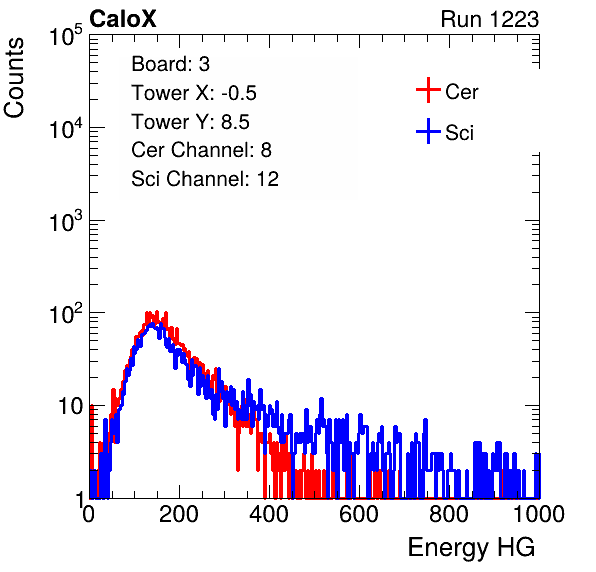 CaloX Run 1223
Counts
10^5
10^4
10^3
10^2
10
1
Board: 3
Tower X: -0.5
Tower Y: 8.5
Cer Channel: 8
Sci Channel: 12
Cer
Sci
0 200 400 600 800 1000
Energy HG